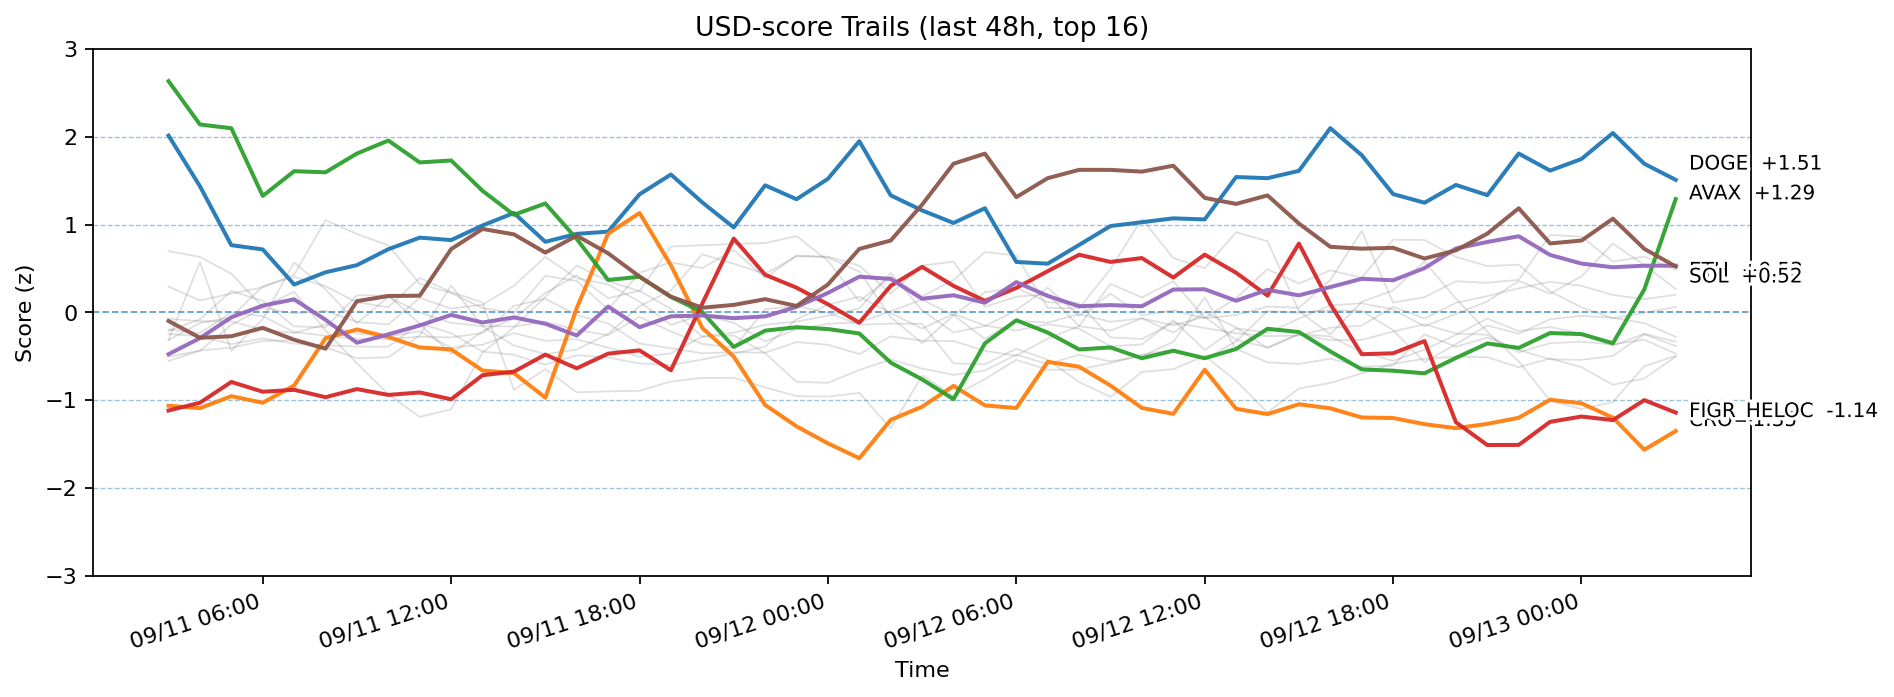 USD-score Trails (last 48h, top 16)
Score (z)
3
2
1
0
−1
−2
−3
DOGE +1.51
AVAX +1.29
SOL +0.52
FIGR_HELOC -1.14
09/11 06:00
09/11 12:00
09/11 18:00
09/12 00:00
09/12 06:00
09/12 12:00
09/12 18:00
09/13 00:00
Time